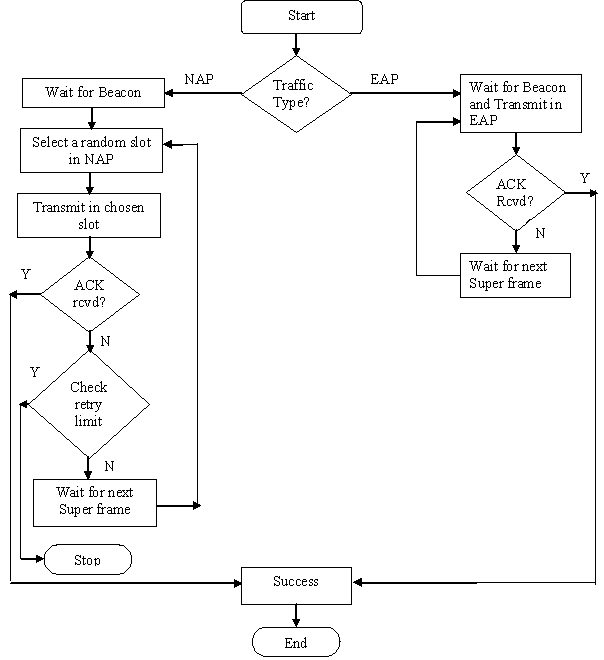 Start
Traffic
Type?
NAP
EAP
Wait for Beacon
Select a random slot
in NAP
Transmit in chosen
slot
ACK
rcvd?
Y
N
Check
retry
limit
Y
N
Wait for next
Super frame
Stop
Wait for Beacon
and Transmit in
EAP
ACK
Rcvd?
Y
N
Wait for next
Super frame
Success
End